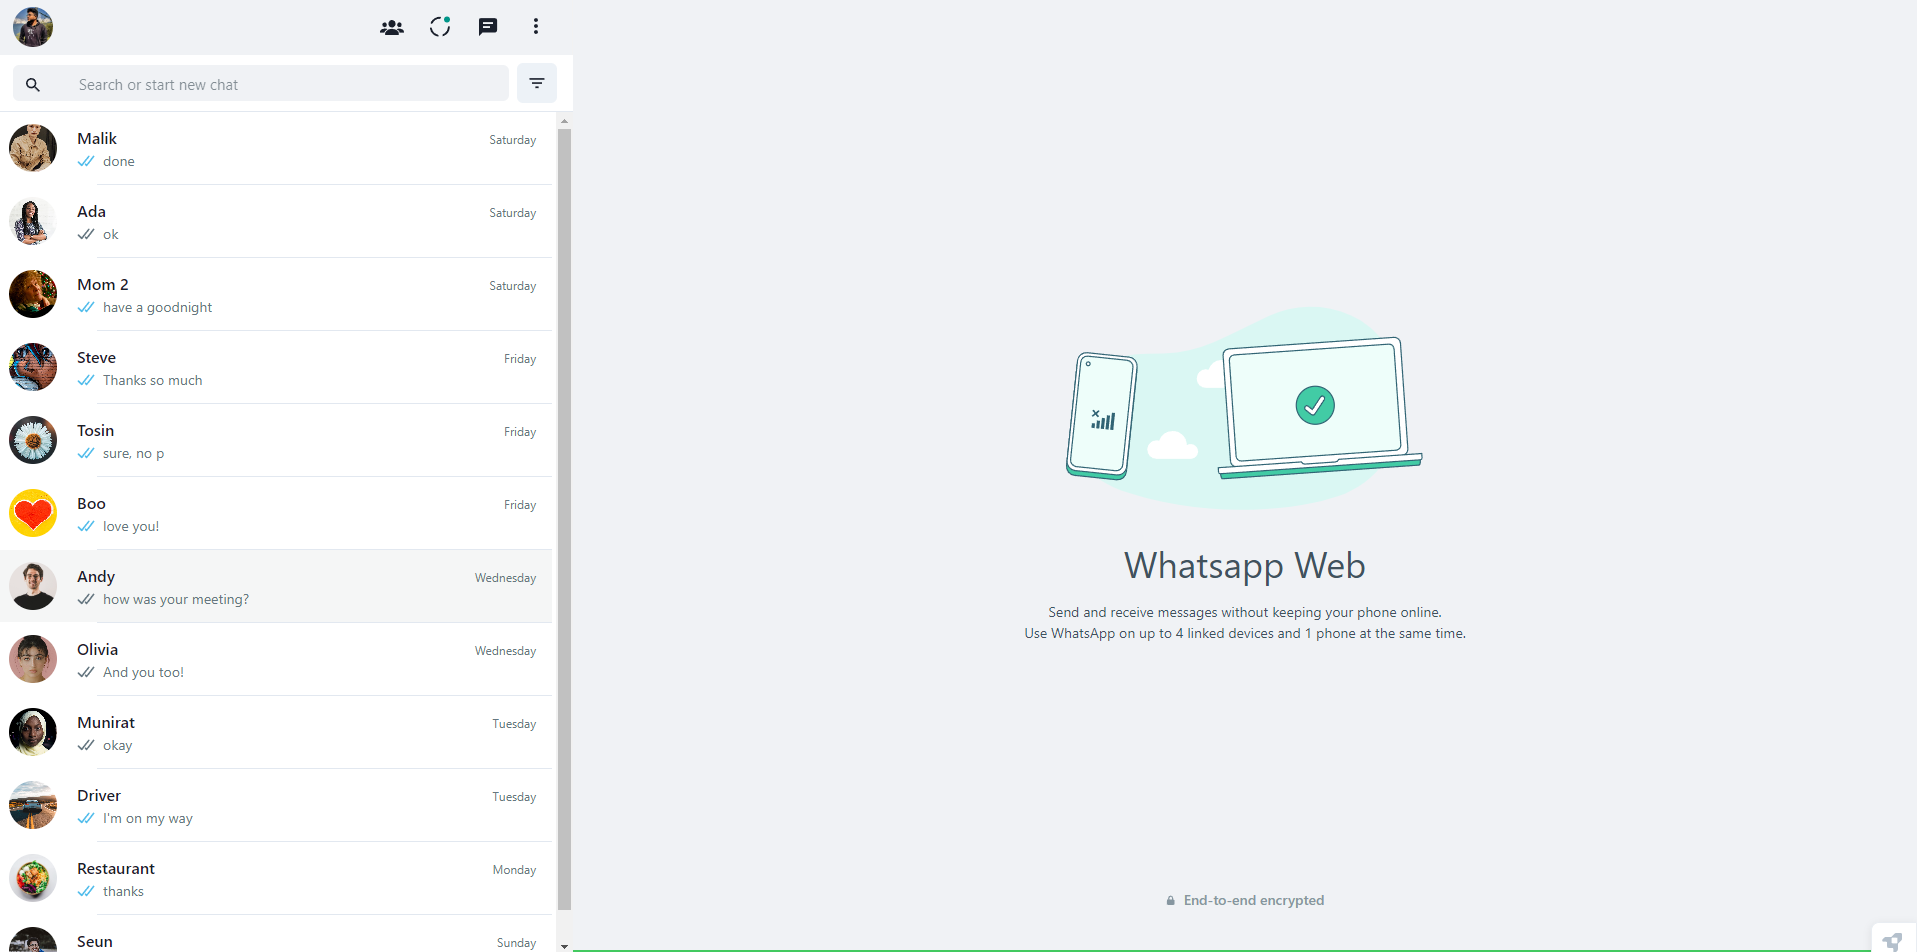 Search or start new chat
Malik
Saturday
done
Ada
Saturday
ok
Mom 2
Saturday
have a goodnight
Steve
Friday
Thanks so much
Tosin
Friday
sure, no p
Boo
Friday
love you!
Andy
Wednesday
how was your meeting?
Olivia
Wednesday
And you too!
Munirat
Tuesday
okay
Driver
Tuesday
I'm on my way
Restaurant
Monday
thanks
Seun
Sunday
Whatsapp Web
Send and receive messages without keeping your phone online.
Use WhatsApp on up to 4 linked devices and 1 phone at the same time.
End-to-end encrypted